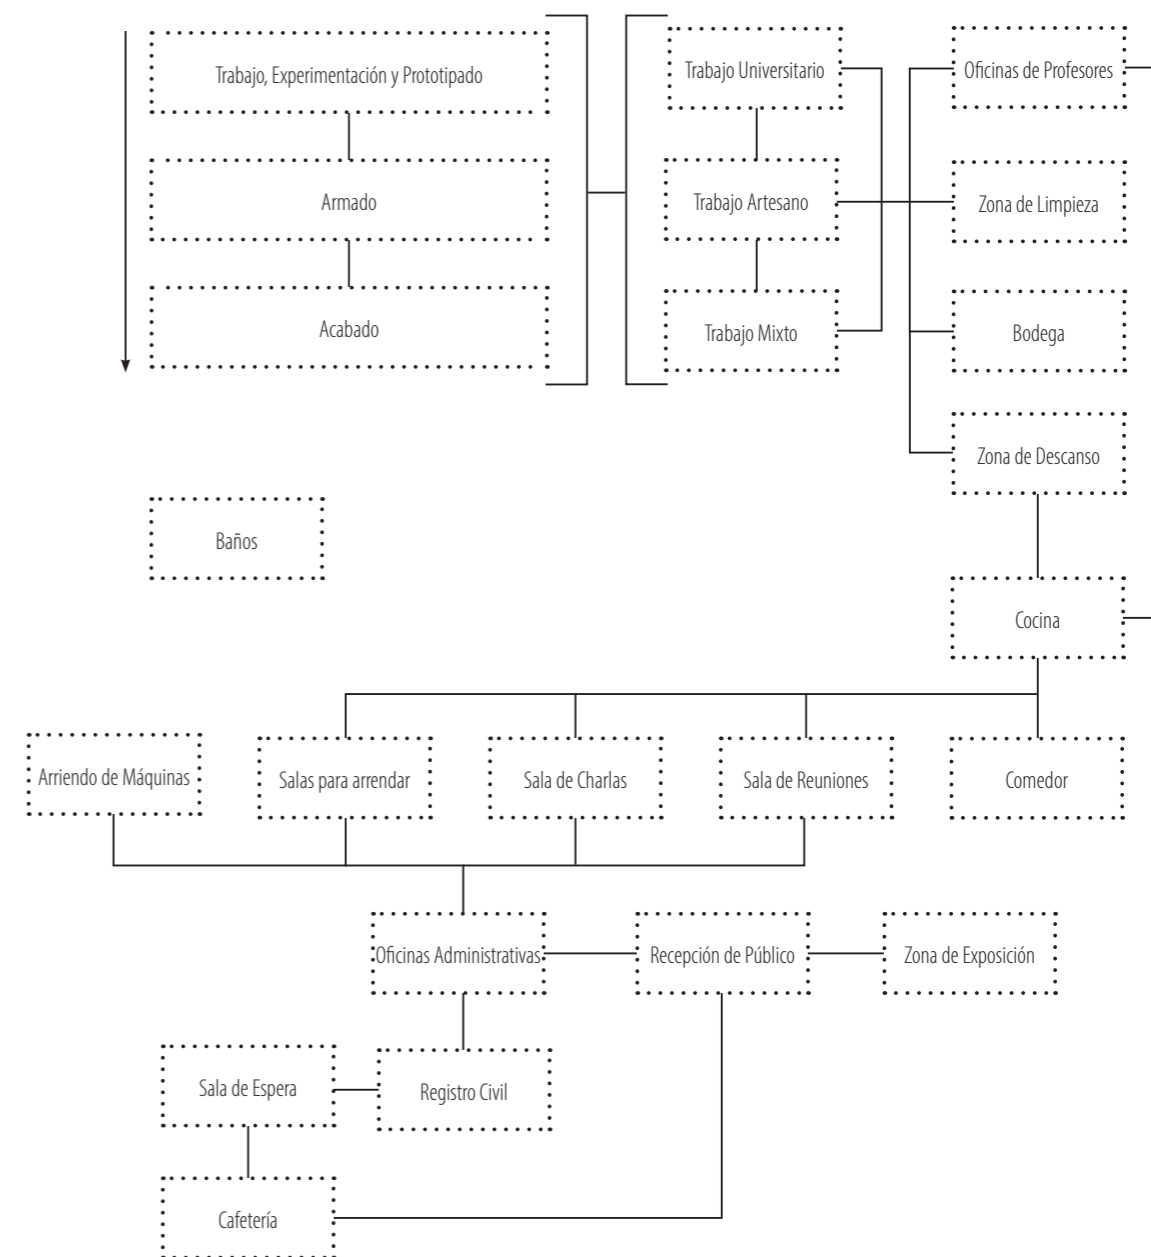 Trabajo, Experimentación y Prototipado
Armado
Acabado
Trabajo Universitario
Trabajo Artesano
Trabajo Mixto
Oficinas de Profesores
Zona de Limpieza
Bodega
Zona de Descanso
Baños
Cocina
Arriendo de Máquinas
Salas para arrendar
Sala de Charlas
Sala de Reuniones
Comedor
Oficinas Administrativas
Recepción de Público
Zona de Exposición
Sala de Espera
Registro Civil
Cafetería